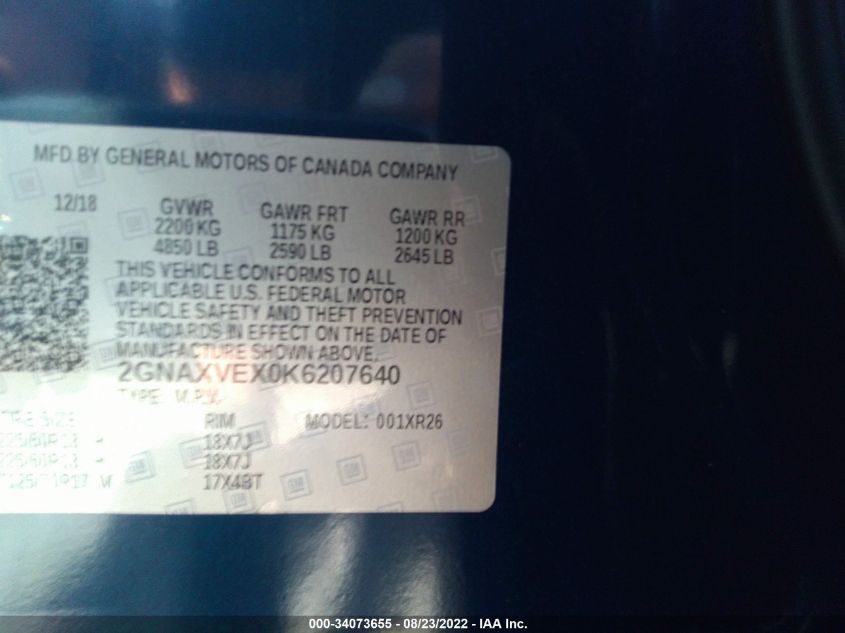 MFD BY GENERAL MOTORS OF CANADA COMPANY
12/18 GVWR GAWR FRT GAWR RR
2200 KG 1175 KG 1200 KG
4850 LB 2590 LB 2645 LB
THIS VEHICLE CONFORMS TO ALL
APPLICABLE U.S. FEDERAL MOTOR
VEHICLE SAFETY AND THEFT PREVENTION
STANDARDS IN EFFECT ON THE DATE OF
MANUFACTURE SHOWN ABOVE.
2GNAXVEX0K6207640
TYPE: M.P.V.
TIRE SIZE RIM MODEL: 001XR26
18X7J
18X7J
17X4BT
000-34073655 - 08/23/2022 - IAA Inc.